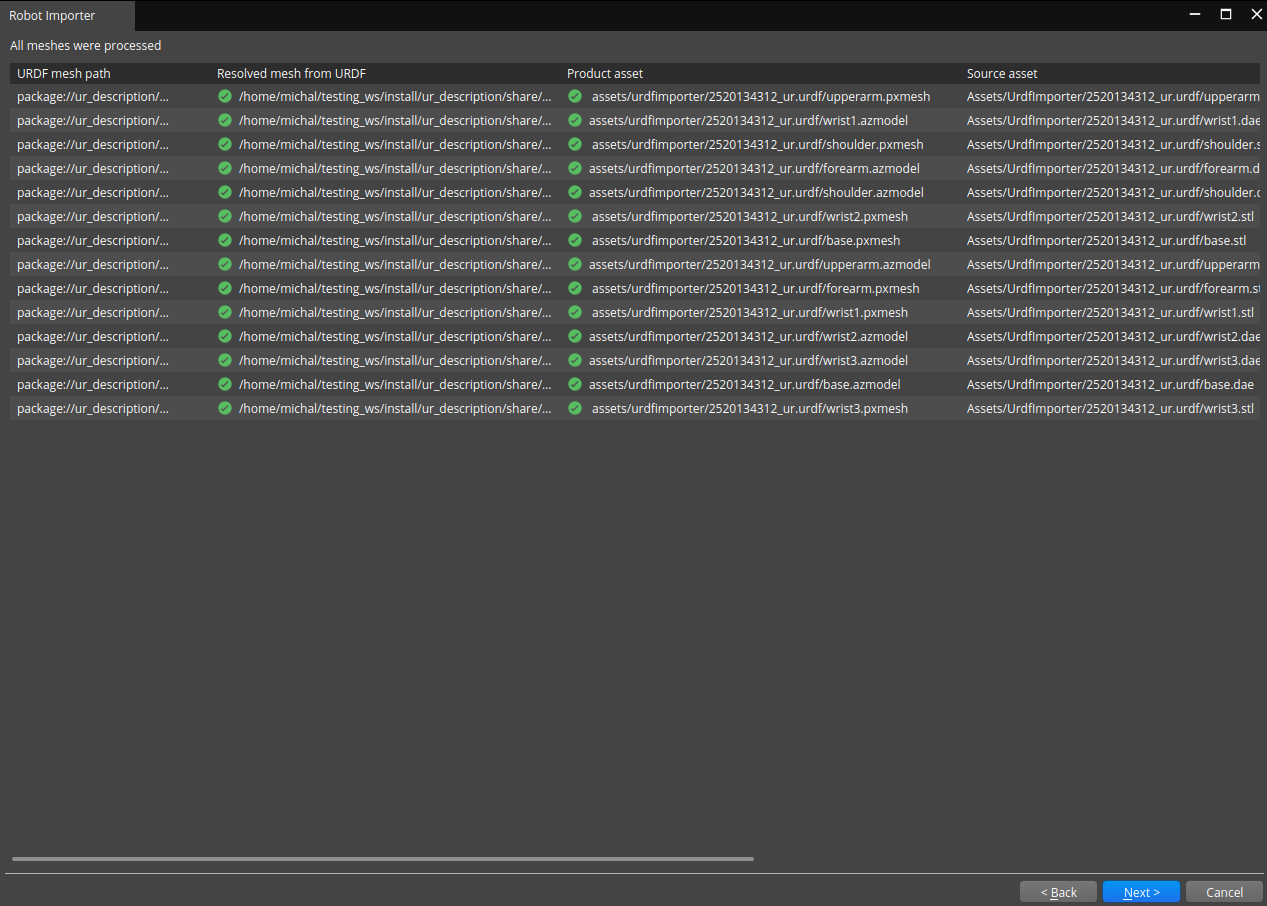 Robot Importer
All meshes were processed
URDF mesh path Resolved mesh from URDF Product asset Source asset
package://ur_description/... /home/michal/testing_ws/install/ur_description/share/... assets/urdfimporter/2520134312_ur.urdf/upperarm.pxmesh Assets/UrdfImporter/2520134312_ur.urdf/upperarm
package://ur_description/... /home/michal/testing_ws/install/ur_description/share/... assets/urdfimporter/2520134312_ur.urdf/wrist1.azmodel Assets/UrdfImporter/2520134312_ur.urdf/wrist1.dae
package://ur_description/... /home/michal/testing_ws/install/ur_description/share/... assets/urdfimporter/2520134312_ur.urdf/shoulder.pxmesh Assets/UrdfImporter/2520134312_ur.urdf/shoulder.s
package://ur_description/... /home/michal/testing_ws/install/ur_description/share/... assets/urdfimporter/2520134312_ur.urdf/forearm.azmodel Assets/UrdfImporter/2520134312_ur.urdf/forearm.d
package://ur_description/... /home/michal/testing_ws/install/ur_description/share/... assets/urdfimporter/2520134312_ur.urdf/shoulder.azmodel Assets/UrdfImporter/2520134312_ur.urdf/shoulder.d
package://ur_description/... /home/michal/testing_ws/install/ur_description/share/... assets/urdfimporter/2520134312_ur.urdf/wrist2.pxmesh Assets/UrdfImporter/2520134312_ur.urdf/wrist2.stl
package://ur_description/... /home/michal/testing_ws/install/ur_description/share/... assets/urdfimporter/2520134312_ur.urdf/base.pxmesh Assets/UrdfImporter/2520134312_ur.urdf/base.stl
package://ur_description/... /home/michal/testing_ws/install/ur_description/share/... assets/urdfimporter/2520134312_ur.urdf/upperarm.azmodel Assets/UrdfImporter/2520134312_ur.urdf/upperarm
package://ur_description/... /home/michal/testing_ws/install/ur_description/share/... assets/urdfimporter/2520134312_ur.urdf/forearm.pxmesh Assets/UrdfImporter/2520134312_ur.urdf/forearm.st
package://ur_description/... /home/michal/testing_ws/install/ur_description/share/... assets/urdfimporter/2520134312_ur.urdf/wrist1.pxmesh Assets/UrdfImporter/2520134312_ur.urdf/wrist1.stl
package://ur_description/... /home/michal/testing_ws/install/ur_description/share/... assets/urdfimporter/2520134312_ur.urdf/wrist2.azmodel Assets/UrdfImporter/2520134312_ur.urdf/wrist2.dae
package://ur_description/... /home/michal/testing_ws/install/ur_description/share/... assets/urdfimporter/2520134312_ur.urdf/wrist3.azmodel Assets/UrdfImporter/2520134312_ur.urdf/wrist3.dae
package://ur_description/... /home/michal/testing_ws/install/ur_description/share/... assets/urdfimporter/2520134312_ur.urdf/base.azmodel Assets/UrdfImporter/2520134312_ur.urdf/base.dae
package://ur_description/... /home/michal/testing_ws/install/ur_description/share/... assets/urdfimporter/2520134312_ur.urdf/wrist3.pxmesh Assets/UrdfImporter/2520134312_ur.urdf/wrist3.stl
< Back Next > Cancel